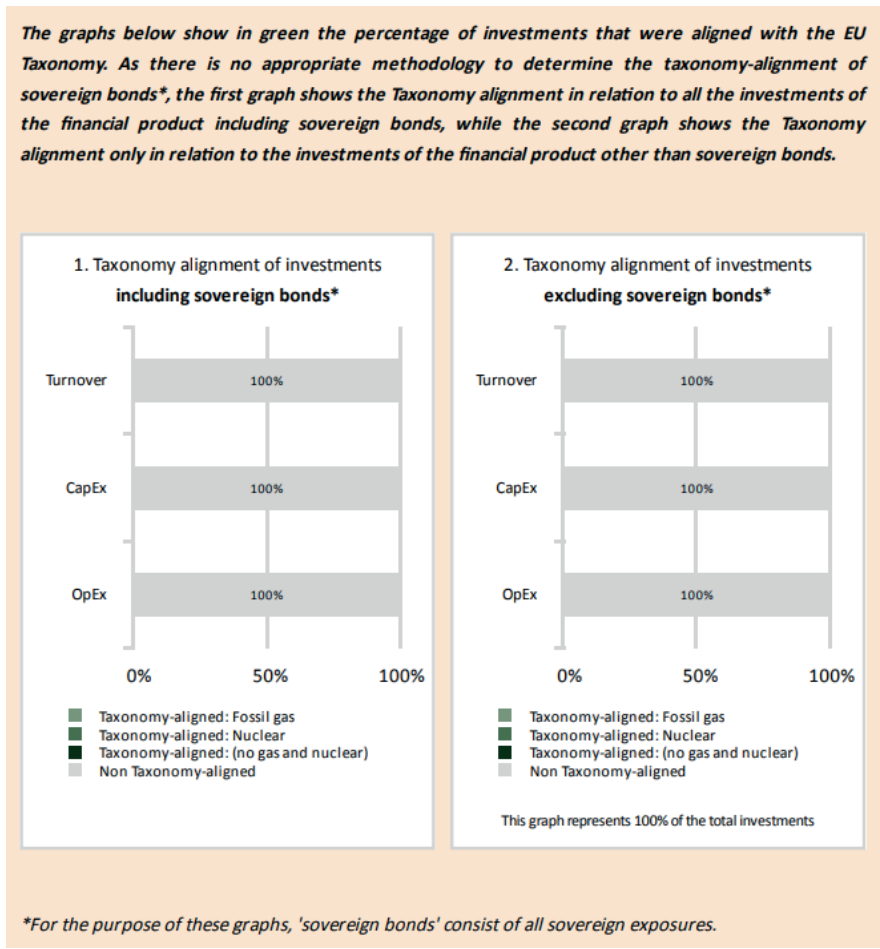 The graphs below show in green the percentage of investments that were aligned with the EU
Taxonomy. As there is no appropriate methodology to determine the taxonomy-alignment of
sovereign bonds*, the first graph shows the Taxonomy alignment in relation to all the investments of
the financial product including sovereign bonds, while the second graph shows the Taxonomy
alignment only in relation to the investments of the financial product other than sovereign bonds.
1. Taxonomy alignment of investments
including sovereign bonds*
Turnover
100%
CapEx
100%
OpEx
100%
0% 50% 100%
Taxonomy-aligned: Fossil gas
Taxonomy-aligned: Nuclear
Taxonomy-aligned: (no gas and nuclear)
Non Taxonomy-aligned
2. Taxonomy alignment of investments
excluding sovereign bonds*
Turnover
100%
CapEx
100%
OpEx
100%
0% 50% 100%
Taxonomy-aligned: Fossil gas
Taxonomy-aligned: Nuclear
Taxonomy-aligned: (no gas and nuclear)
Non Taxonomy-aligned
This graph represents 100% of the total investments
*For the purpose of these graphs, 'sovereign bonds' consist of all sovereign exposures.